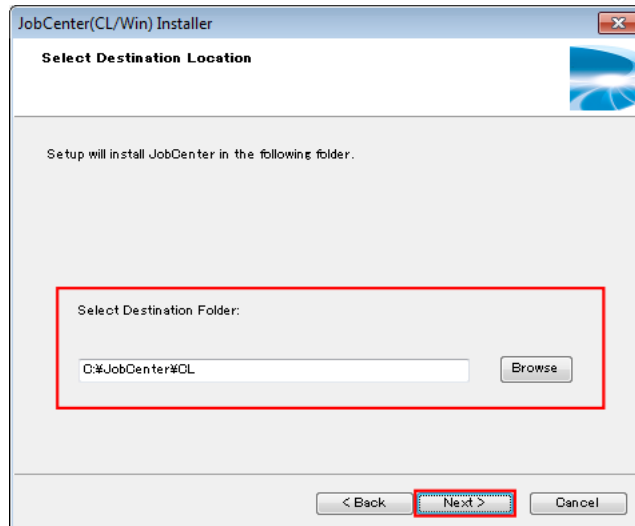 JobCenter(CL/Win) Installer
Select Destination Location
Setup will install JobCenter in the following folder.
Select Destination Folder:
C:¥JobCenter¥CL
Browse
< Back
Next >
Cancel